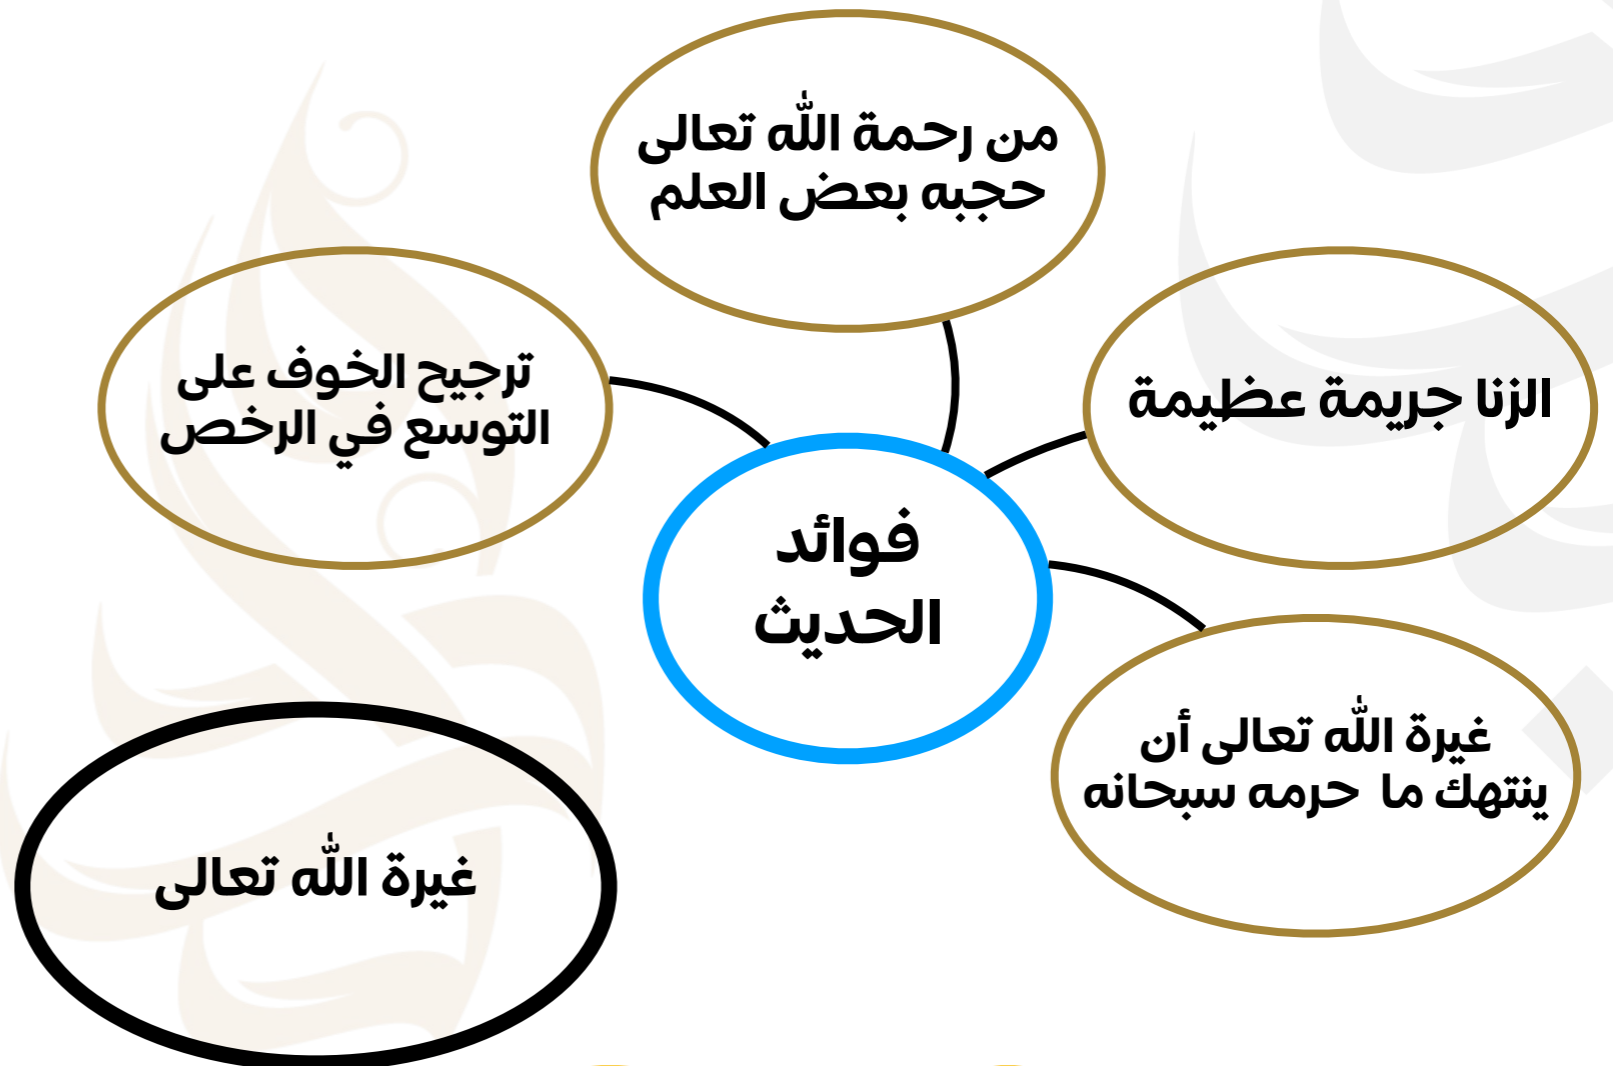 من رحمة الله تعالى
حجبه بعض العلم
الزنا جريمة عظيمة
ترجيح الخوف على
التوسع في الرخص
فوائد
الحديث
غيرة الله تعالى أن
ينتهك ما حرمه سبحانه
غيرة الله تعالى